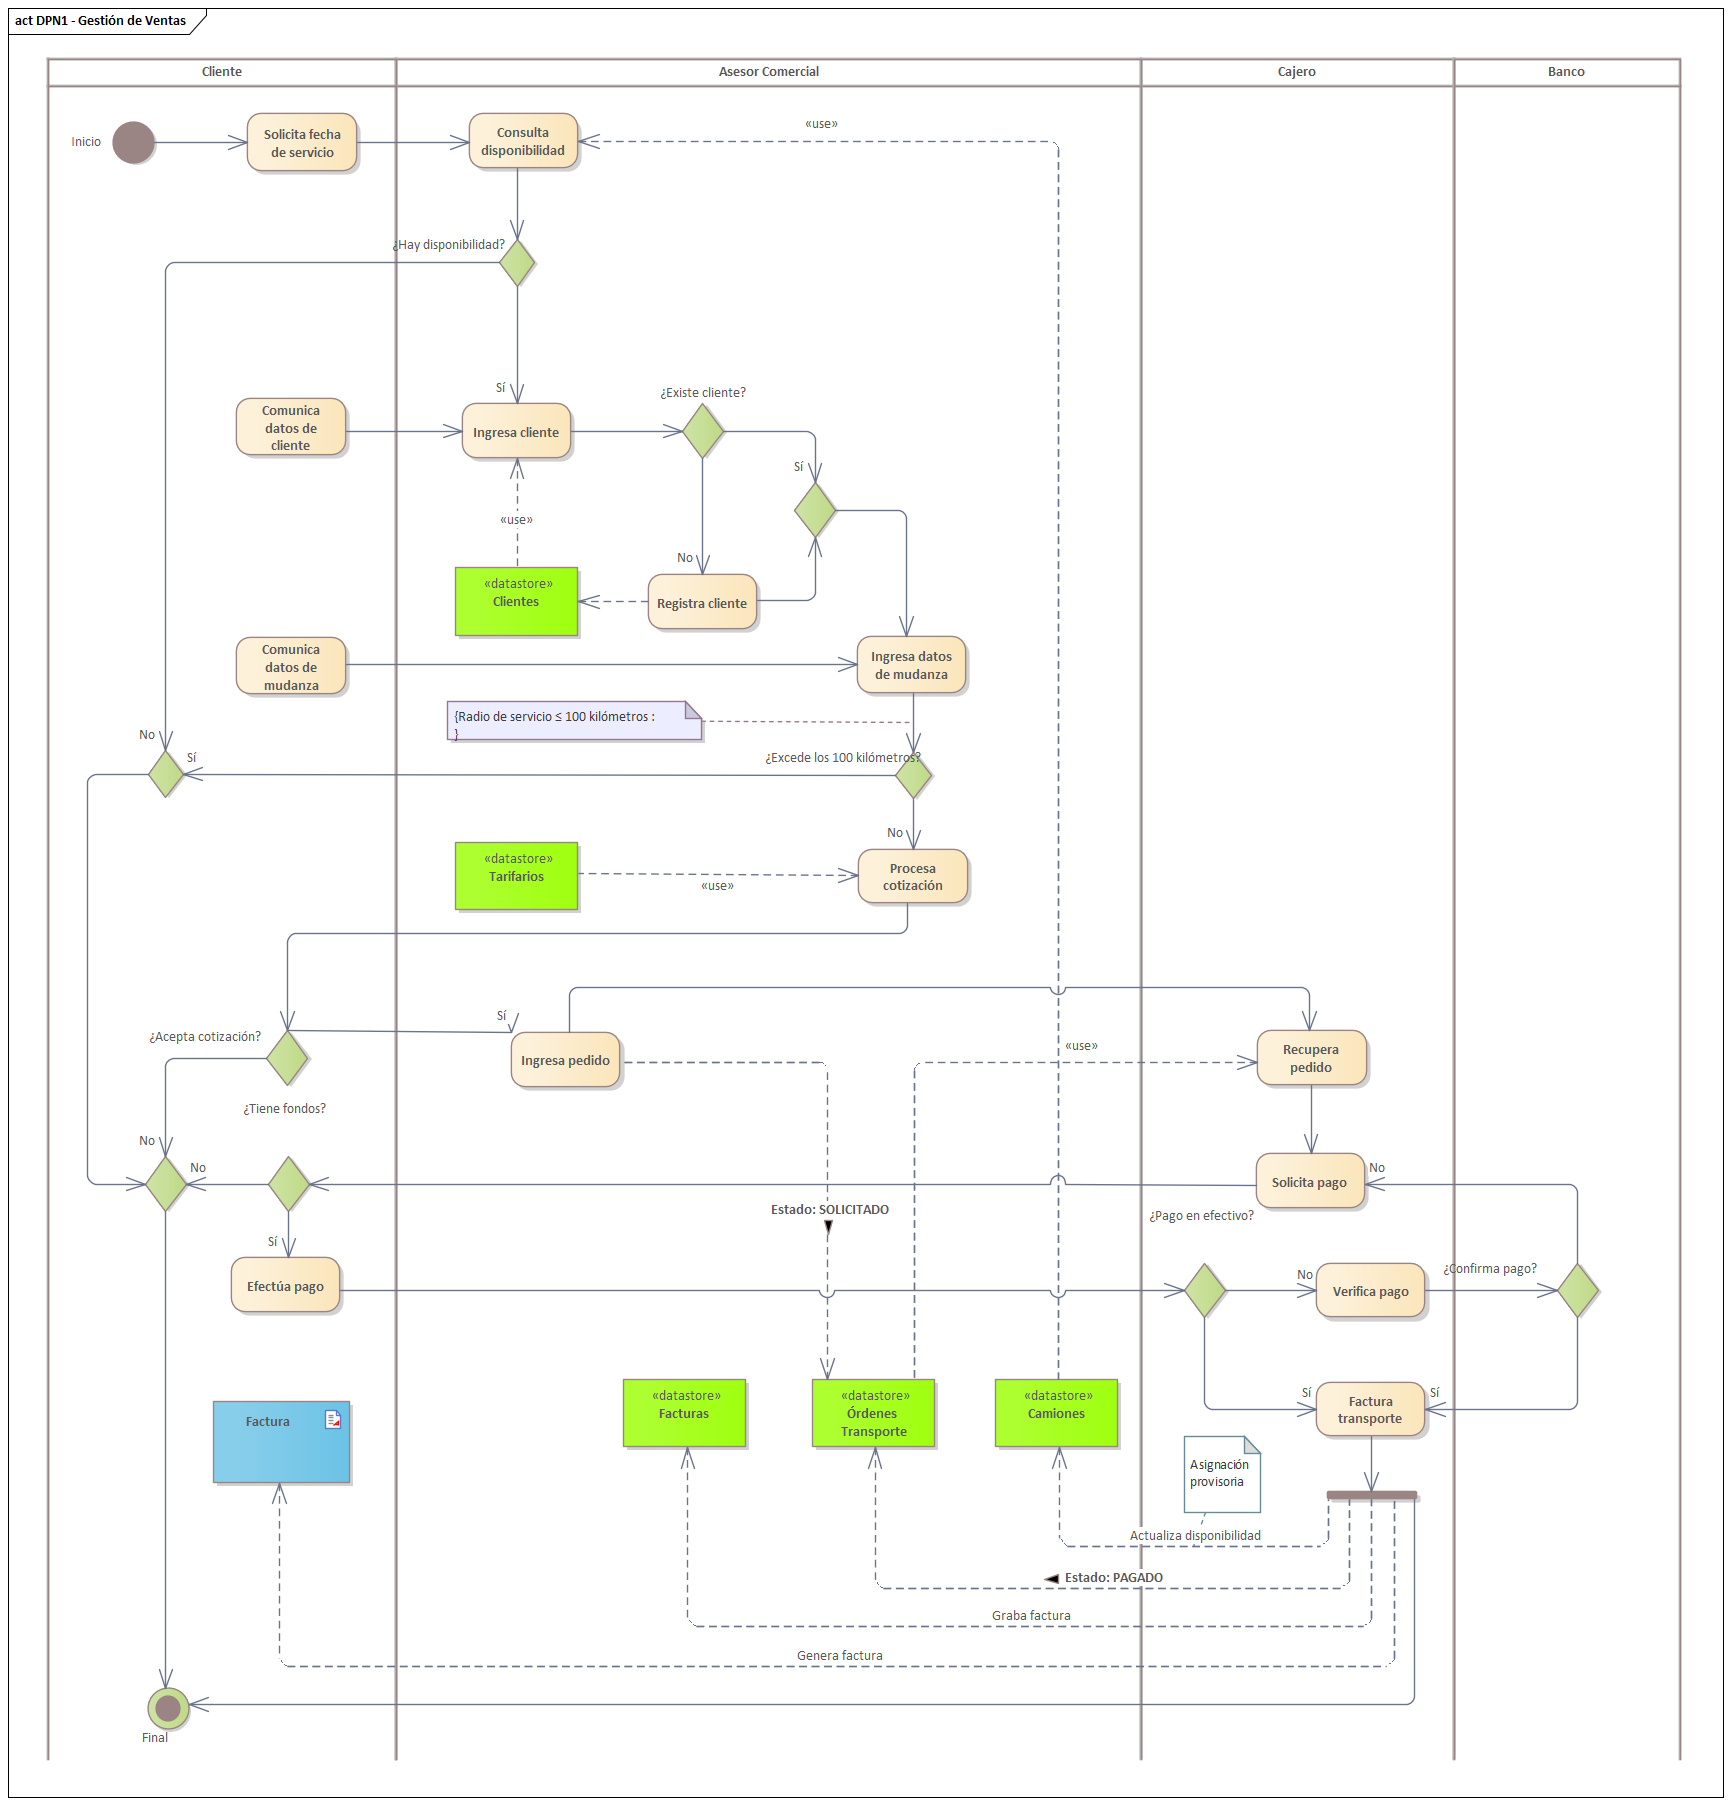 act DPN1 - Gestión de Ventas
Cliente
Asesor Comercial
Cajero
Banco
Inicio
Solicita fecha
de servicio
Consulta
disponibilidad
«use»
¿Hay disponibilidad?
Sí
¿Existe cliente?
Comunica
datos de
cliente
Ingresa cliente
Sí
«use»
No
«datastore»
Clientes
Registra cliente
Comunica
datos de
mudanza
Ingresa datos
de mudanza
{Radio de servicio ≤ 100 kilómetros :
}
No
Sí
¿Excede los 100 kilómetros?
No
«datastore»
Tarifarios
«use»
Procesa
cotización
Sí
¿Acepta cotización?
Ingresa pedido
«use»
Recupera
pedido
¿Tiene fondos?
No
No
Solicita pago
No
Estado: SOLICITADO
¿Pago en efectivo?
Sí
Efectúa pago
No
Verifica pago
¿Confirma pago?
Factura
«datastore»
Facturas
«datastore»
Órdenes
Transporte
«datastore»
Camiones
Sí
Factura
transporte
Sí
Asignación
provisoria
Actualiza disponibilidad
Estado: PAGADO
Graba factura
Genera factura
Final